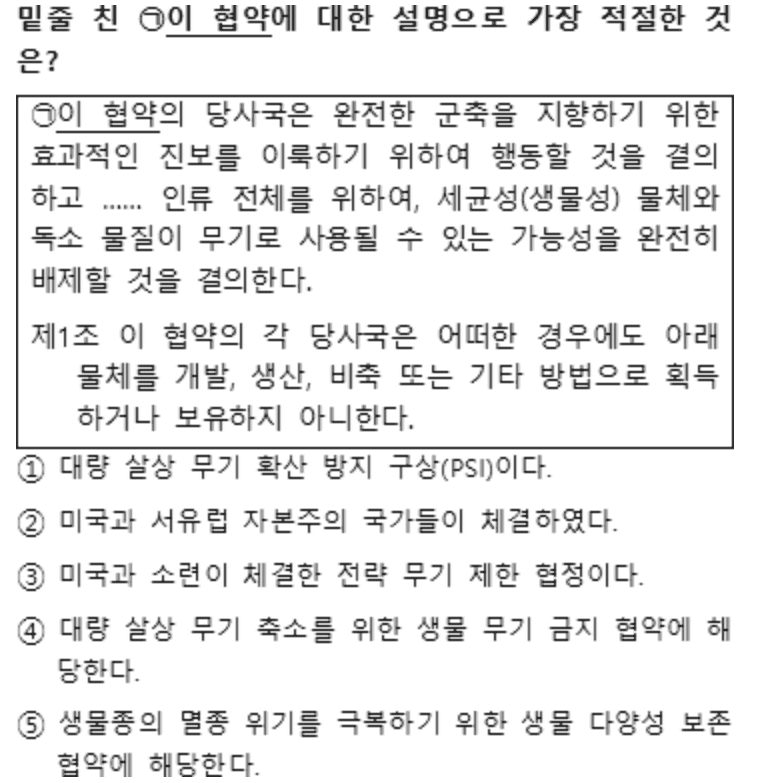 밑줄 친 ㉠이 협약에 대한 설명으로 가장 적절한 것
은?
㉠이 협약의 당사국은 완전한 군축을 지향하기 위한
효과적인 진보를 이룩하기 위하여 행동할 것을 결의
하고 …… 인류 전체를 위하여, 세균성(생물성) 물체와
독소 물질이 무기로 사용될 수 있는 가능성을 완전히
배제할 것을 결의한다.
제1조 이 협약의 각 당사국은 어떠한 경우에도 아래
물체를 개발, 생산, 비축 또는 기타 방법으로 획득
하거나 보유하지 아니한다.
① 대량 살상 무기 확산 방지 구상(PSI)이다.
② 미국과 서유럽 자본주의 국가들이 체결하였다.
③ 미국과 소련이 체결한 전략 무기 제한 협정이다.
④ 대량 살상 무기 축소를 위한 생물 무기 금지 협약에 해
당한다.
⑤ 생물종의 멸종 위기를 극복하기 위한 생물 다양성 보존
협약에 해당한다.